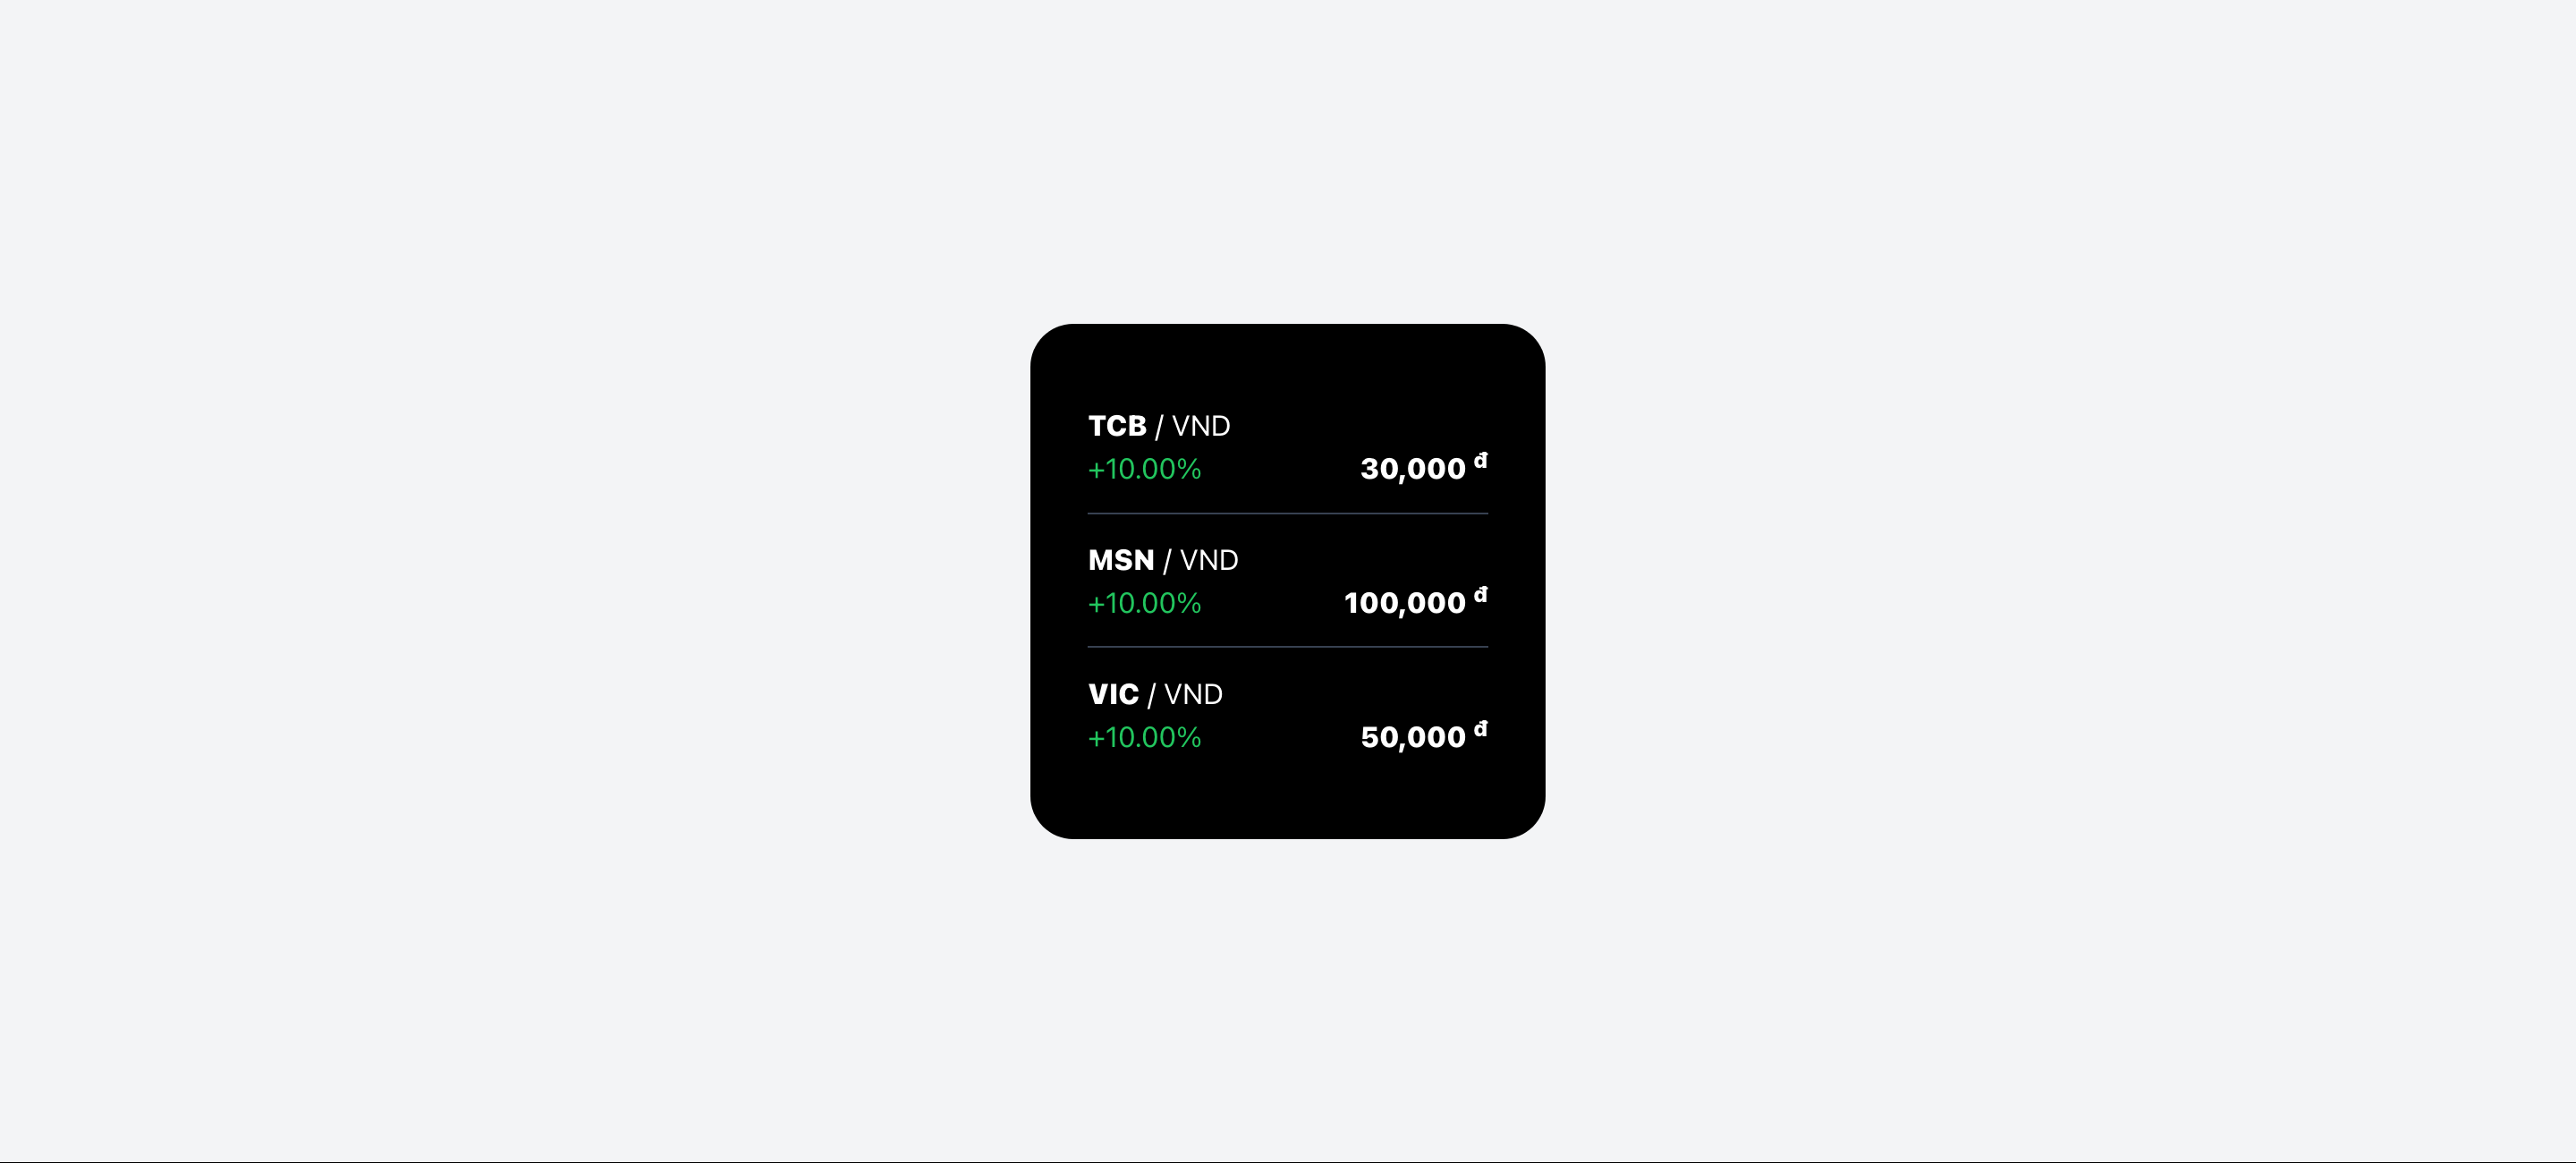 TCB / VND
+10.00% 30,000 đ
MSN / VND
+10.00% 100,000 đ
VIC / VND
+10.00% 50,000 đ